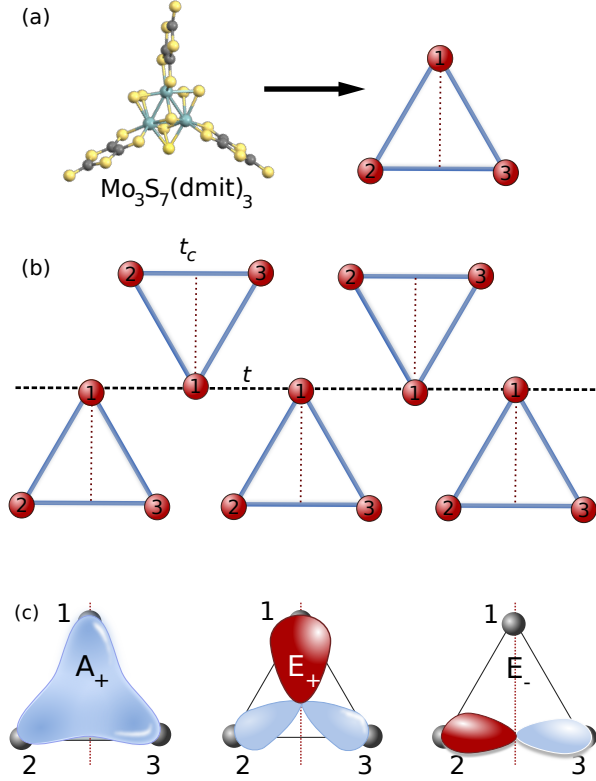 (a)
1
2 3
Mo₃S₇(dmit)₃
(b)
t_c
2 3 2 3
1 t 1
1 1 1
2 3 2 3 2 3
(c)
1 1 1
A₊ E₊ E₋
2 3 2 3 2 3